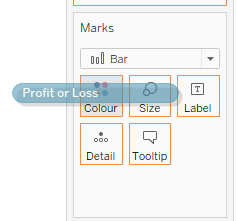 Marks
Bar
Profit or Loss
Colour Size Label
Detail Tooltip